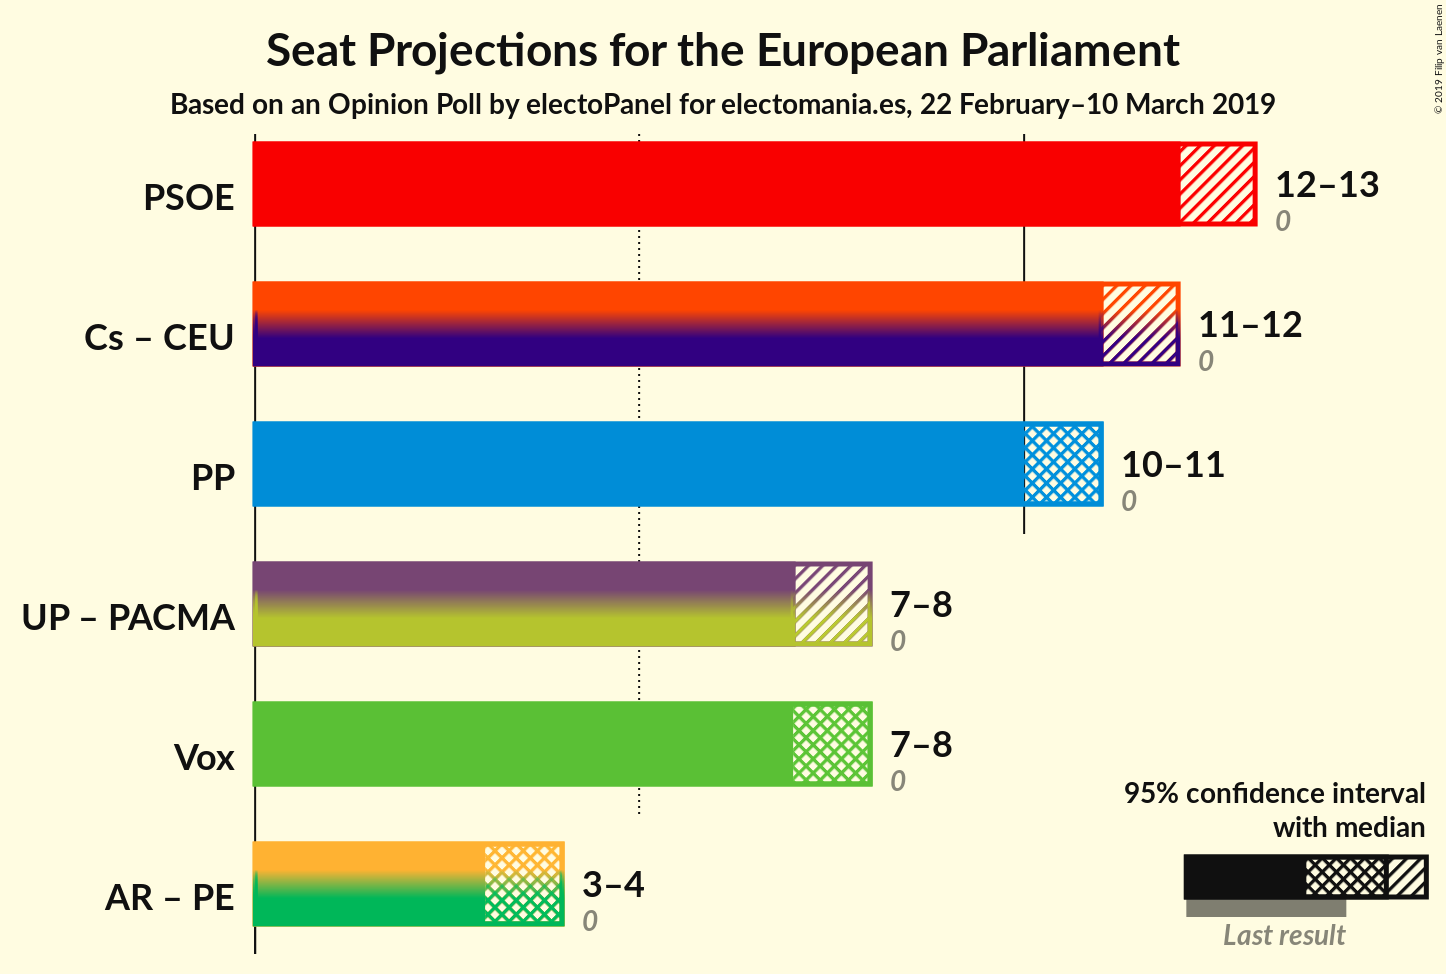 Seat Projections for the European Parliament
Based on an Opinion Poll by electoPanel for electomania.es, 22 February–10 March 2019
© 2019 Filip van Laenen
PSOE
12–13
0
Cs – CEU
11–12
0
PP
10–11
0
UP – PACMA
7–8
0
Vox
7–8
0
AR – PE
3–4
0
95% confidence interval
with median
Last result